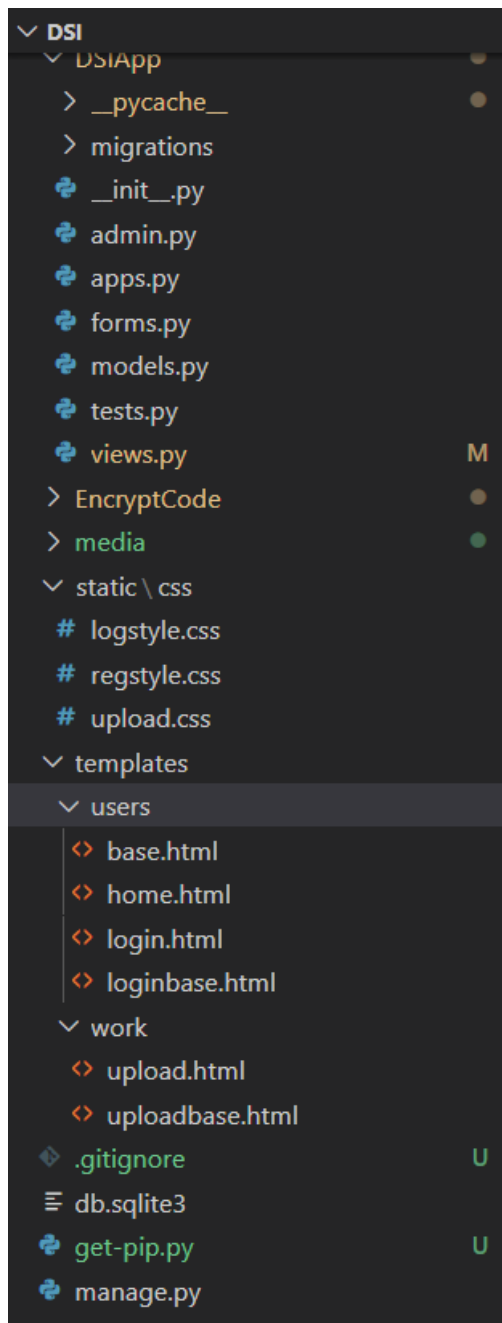 DSI
DSIApp
__pycache__
migrations
__init__.py
admin.py
apps.py
forms.py
models.py
tests.py
views.py M
EncryptCode
media
static \ css
logstyle.css
regstyle.css
upload.css
templates
users
base.html
home.html
login.html
loginbase.html
work
upload.html
uploadbase.html
.gitignore U
db.sqlite3
get-pip.py U
manage.py